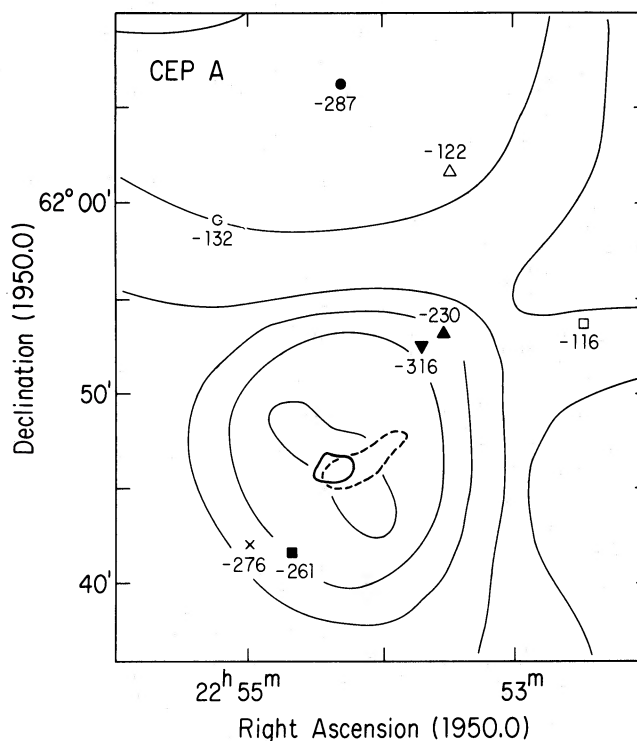 CEP A
-287
-122
62° 00'
G
-132
-230
-316
-116
50'
-276
-261
40'
22ʰ 55ᵐ
53ᵐ
Declination (1950.0)
Right Ascension (1950.0)